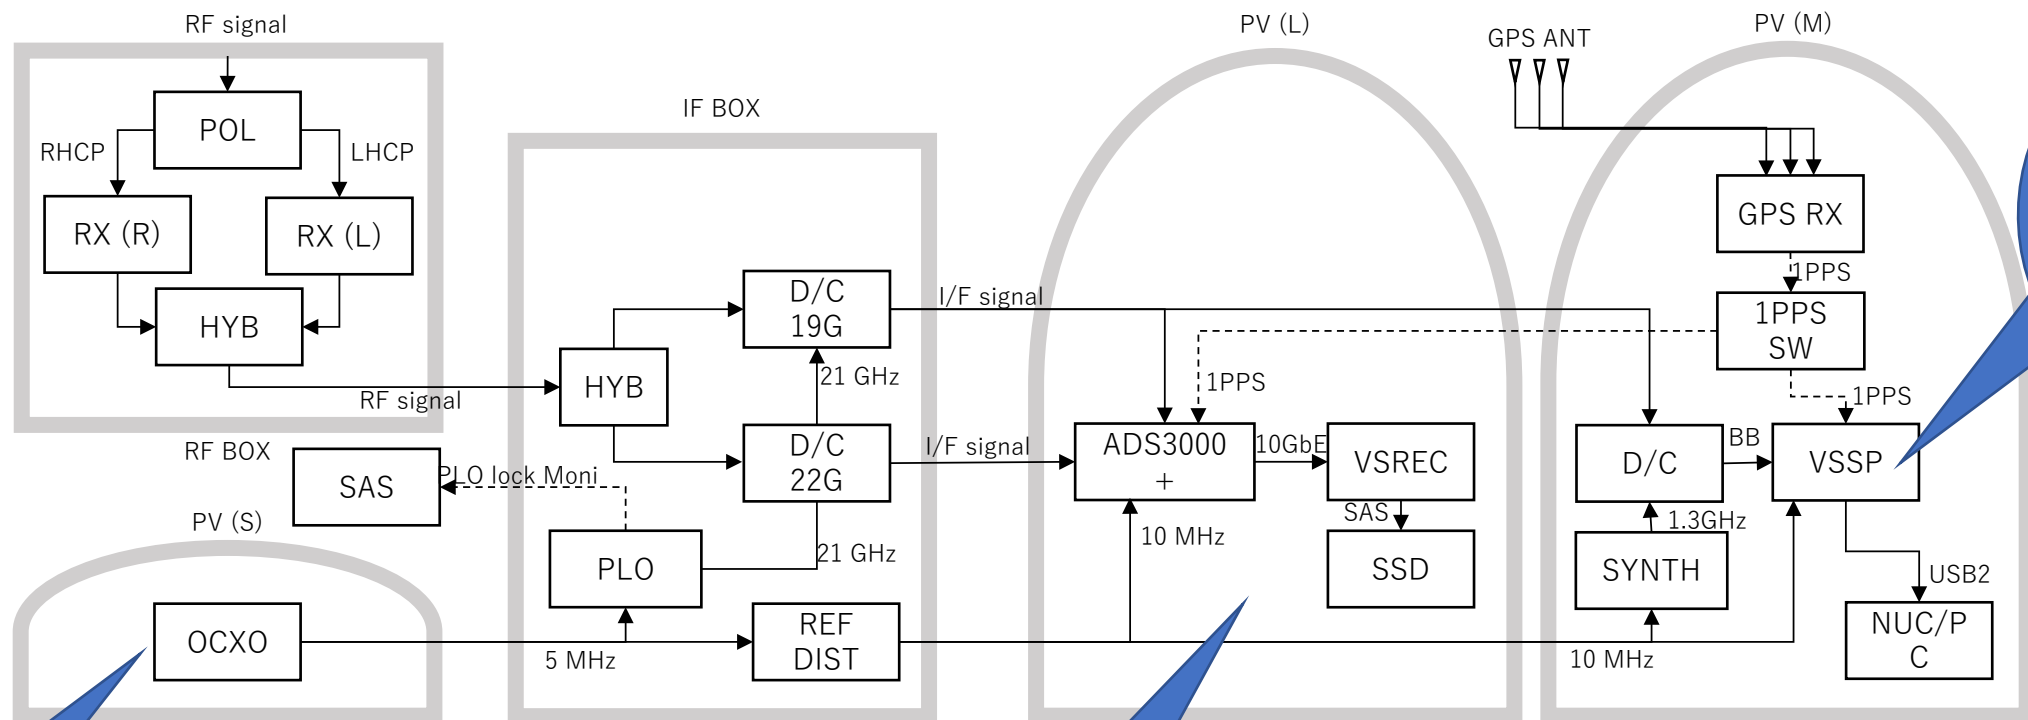 RF signal
POL
RHCP
LHCP
RX (R)
RX (L)
HYB
RF signal
RF BOX
SAS
PLO lock Moni
PV (S)
OCXO
5 MHz
IF BOX
HYB
D/C
19G
21 GHz
D/C
22G
21 GHz
PLO
REF
DIST
I/F signal
I/F signal
PV (L)
1PPS
ADS3000
+
10GbE
VSREC
SAS
SSD
10 MHz
GPS ANT
PV (M)
GPS RX
1PPS
1PPS
SW
1PPS
D/C
BB
VSSP
1.3GHz
SYNTH
10 MHz
USB2
NUC/P
C